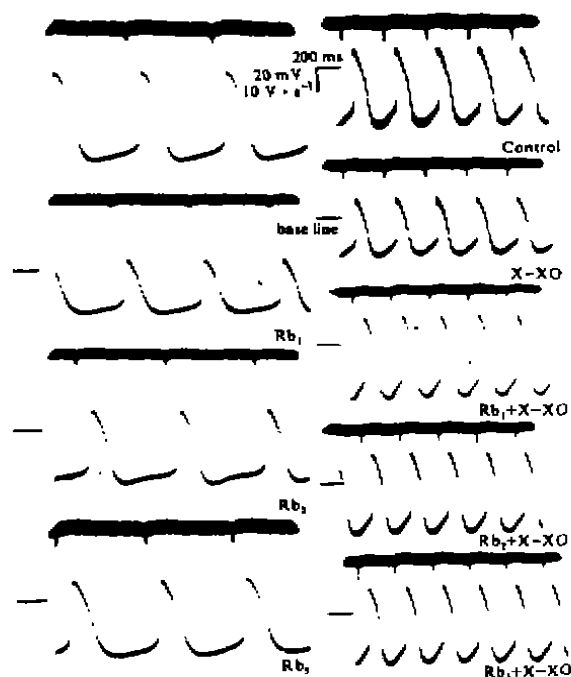 200 ms
20 mV
10 V · s⁻¹
Control
base line
X-XO
Rb₁
Rb₁+X-XO
Rb₂
Rb₂+X-XO
Rb₃
Rb₃+X-XO